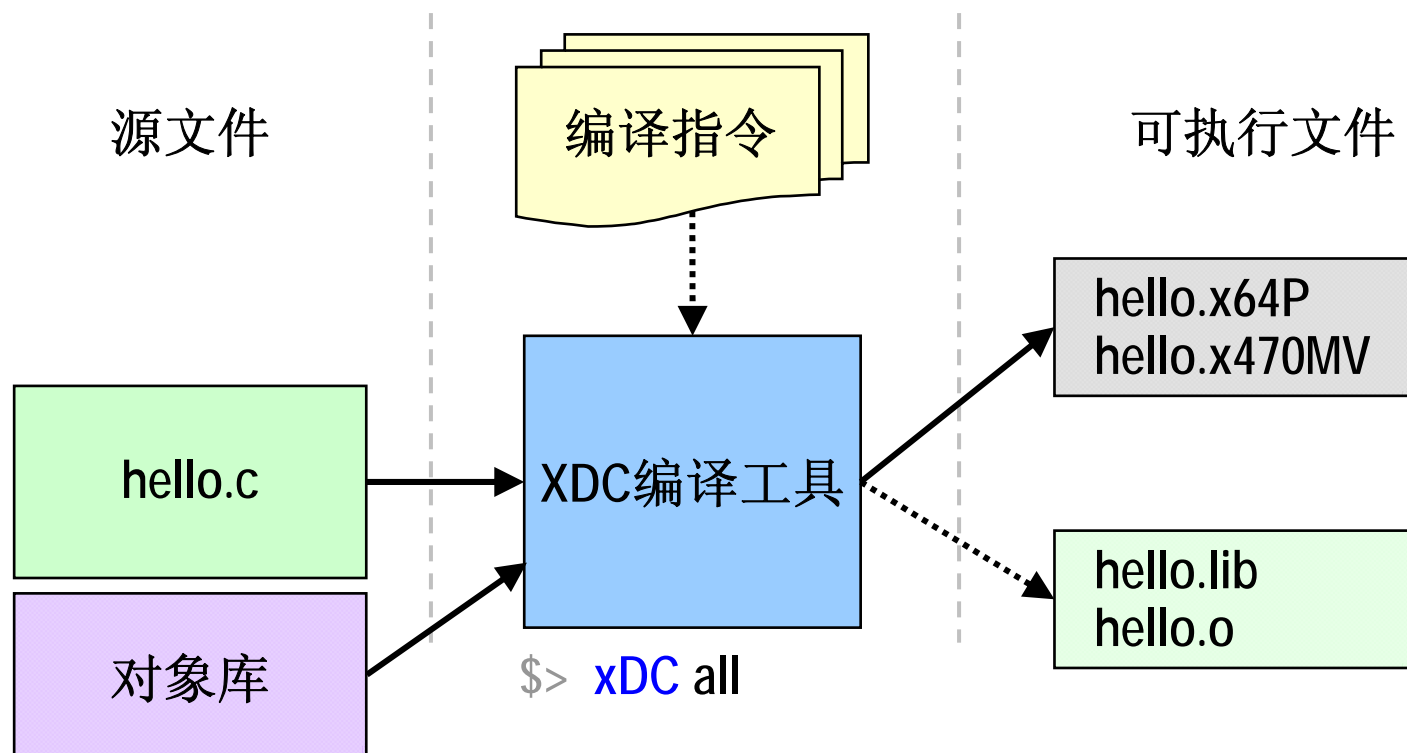 源文件
编译指令
可执行文件
hello.x64P
hello.x470MV
hello.c
XDC编译工具
hello.lib
hello.o
对象库
$> xDC all